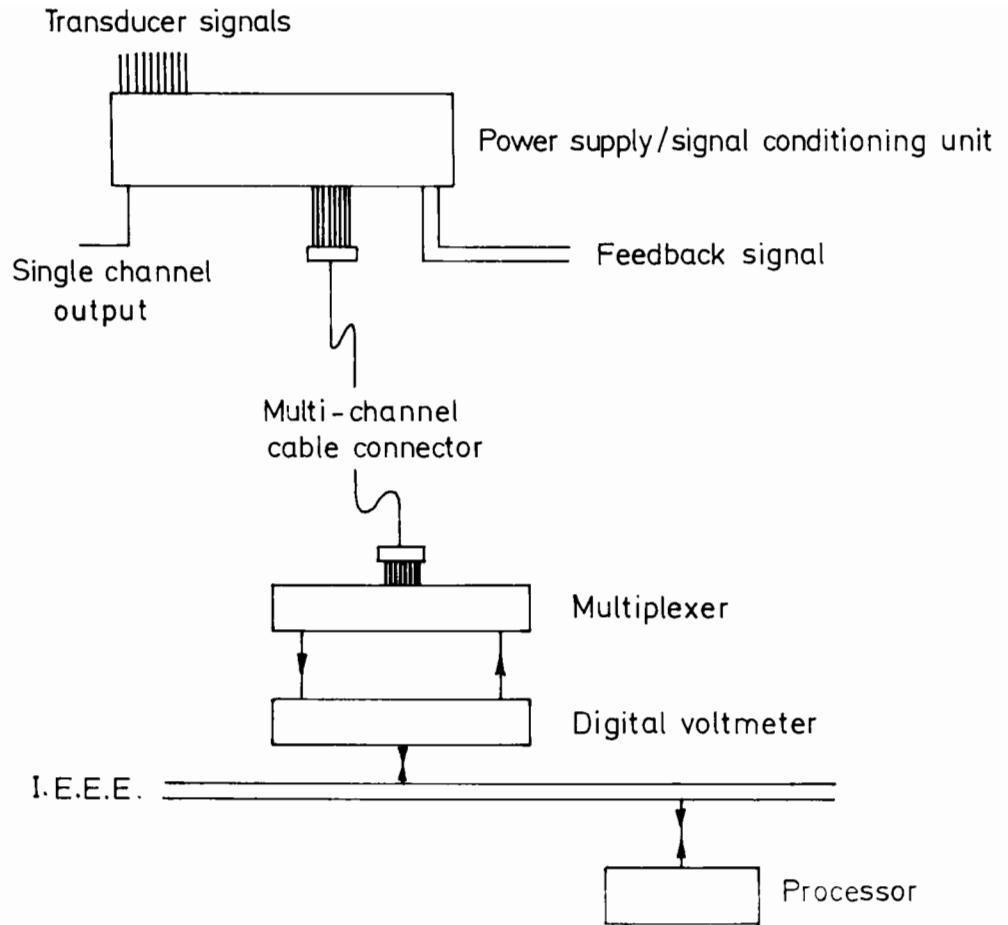 Transducer signals
Power supply/signal conditioning unit
Single channel
output
Feedback signal
Multi-channel
cable connector
Multiplexer
Digital voltmeter
I.E.E.E.
Processor